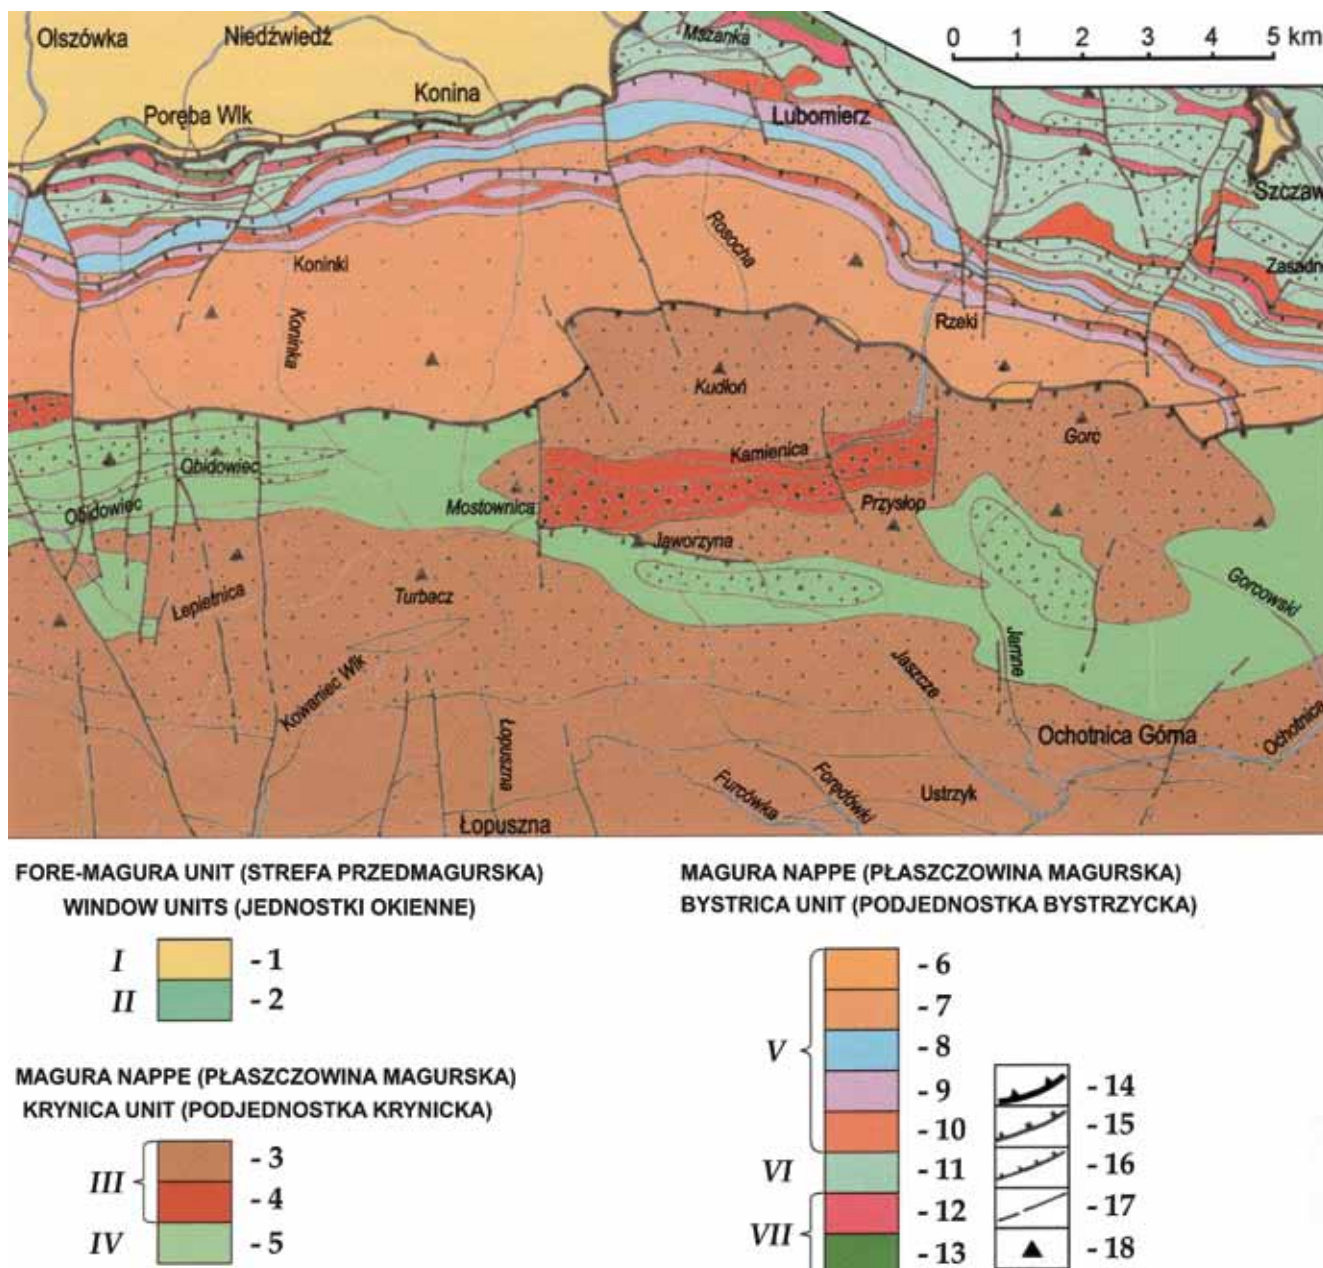 Olszówka
Niedźwiedź
Mszanka
0 1 2 3 4 5 km
Konina
Poręba Wlk
Lubomierz
Szczaw
Rosocha
Zasadne
Koninki
Rzeki
Koninka
Kudłoń
Gorc
Kamienica
Obidowiec
Obidowiec
Mostownica
Przysłop
Jaworzyna
Gorcowski
Łepietnica
Turbacz
Jamne
Jaszcze
Kowaniec Wlk
Łopuszna
Ochotnica Górna
Ochotnica
Furcówka
Forędówki
Ustrzyk
Łopuszna
FORE-MAGURA UNIT (STREFA PRZEDMAGURSKA)
WINDOW UNITS (JEDNOSTKI OKIENNE)
I - 1
II - 2
MAGURA NAPPE (PŁASZCZOWINA MAGURSKA)
KRYNICA UNIT (PODJEDNOSTKA KRYNICKA)
III - 3
- 4
IV - 5
MAGURA NAPPE (PŁASZCZOWINA MAGURSKA)
BYSTRICA UNIT (PODJEDNOSTKA BYSTRZYCKA)
- 6
- 7
V - 8
- 9
- 10
VI - 11
VII - 12
- 13
- 14
- 15
- 16
- 17
- 18